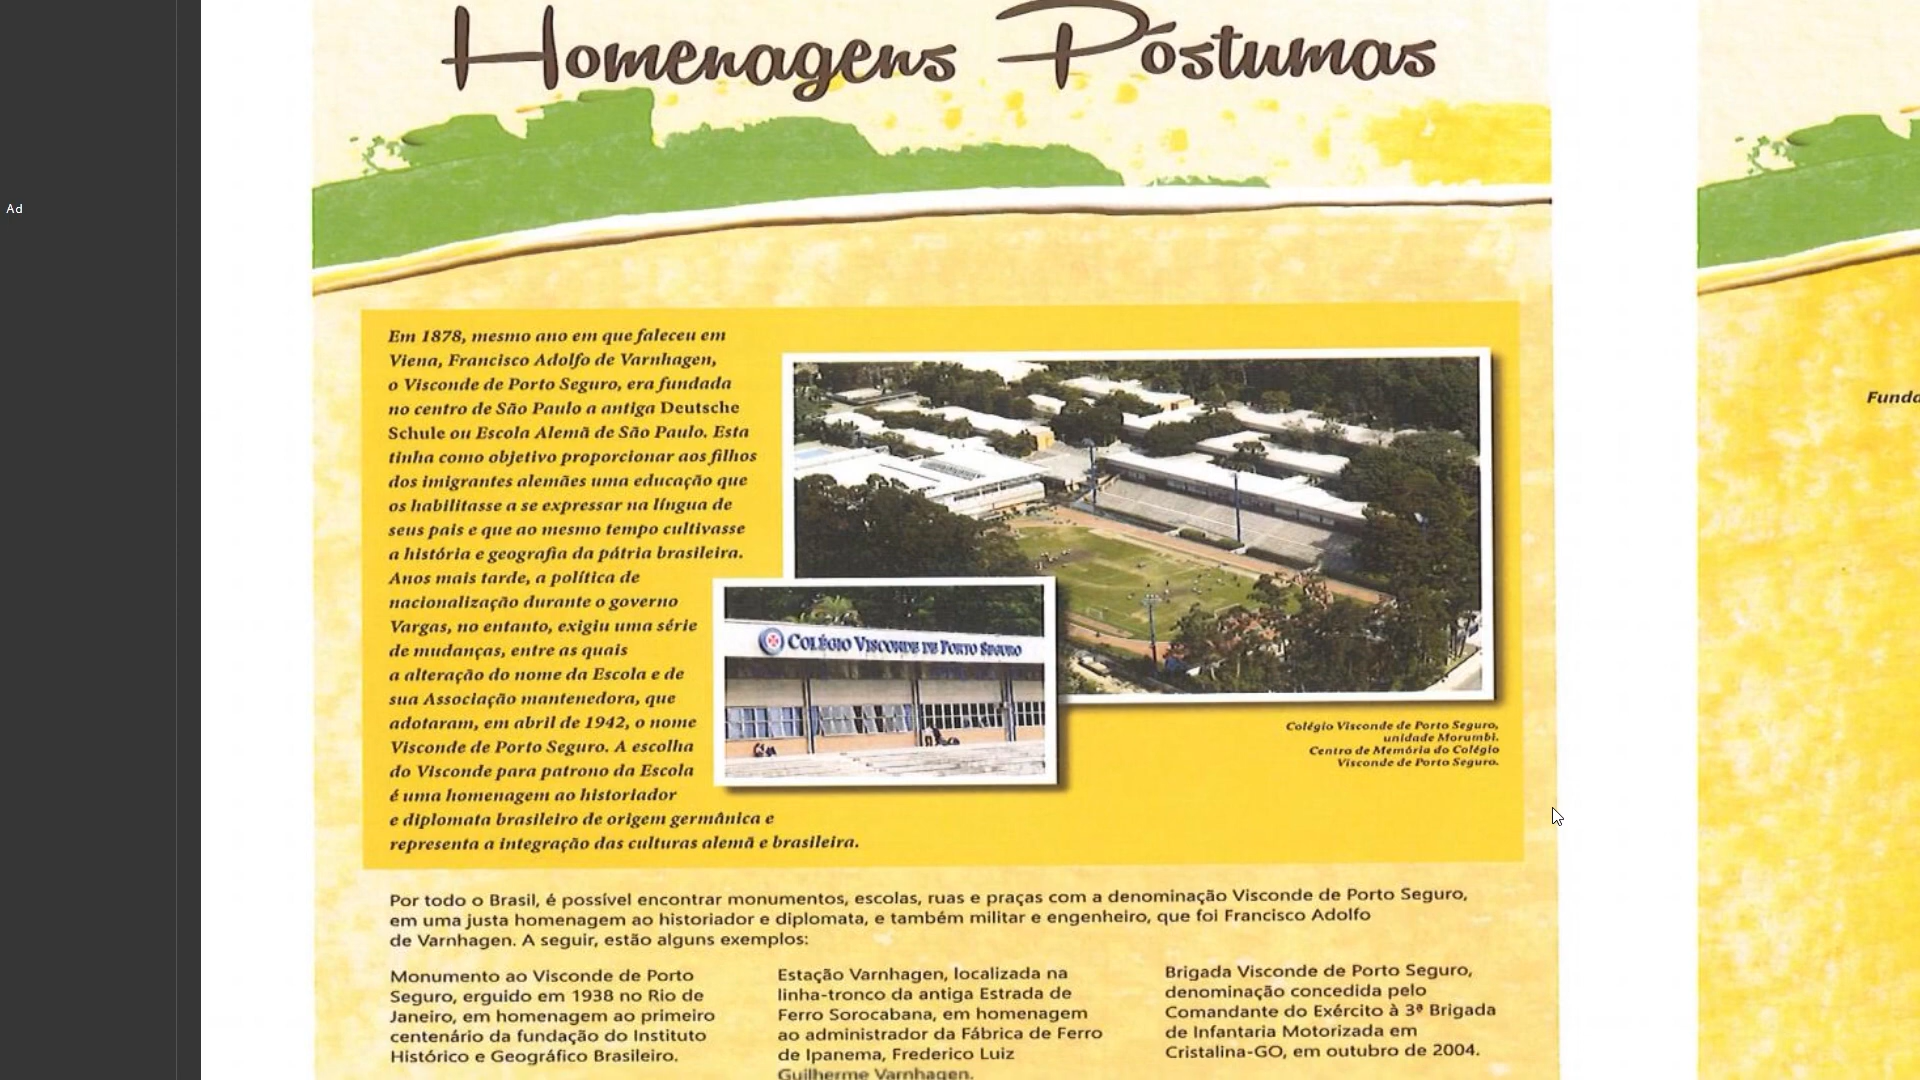 Homenagens Póstumas
Ad
Em 1878, mesmo ano em que faleceu em
Viena, Francisco Adolfo de Varnhagen,
o Visconde de Porto Seguro, era fundada
no centro de São Paulo a antiga Deutsche
Schule ou Escola Alemã de São Paulo. Esta
tinha como objetivo proporcionar aos filhos
dos imigrantes alemães uma educação que
os habilitasse a se expressar na língua de
seus pais e que ao mesmo tempo cultivasse
a história e geografia da pátria brasileira.
Anos mais tarde, a política de
nacionalização durante o governo
Vargas, no entanto, exigiu uma série
de mudanças, entre as quais
a alteração do nome da Escola e de
sua Associação mantenedora, que
adotaram, em abril de 1942, o nome
Visconde de Porto Seguro. A escolha
do Visconde para patrono da Escola
é uma homenagem ao historiador
e diplomata brasileiro de origem germânica e
representa a integração das culturas alemã e brasileira.
COLÉGIO VISCONDE DE PORTO SEGURO
Colégio Visconde de Porto Seguro,
unidade Morumbi.
Centro de Memória do Colégio
Visconde de Porto Seguro.
Por todo o Brasil, é possível encontrar monumentos, escolas, ruas e praças com a denominação Visconde de Porto Seguro,
em uma justa homenagem ao historiador e diplomata, e também militar e engenheiro, que foi Francisco Adolfo
de Varnhagen. A seguir, estão alguns exemplos:
Monumento ao Visconde de Porto
Seguro, erguido em 1938 no Rio de
Janeiro, em homenagem ao primeiro
centenário da fundação do Instituto
Histórico e Geográfico Brasileiro.
Estação Varnhagen, localizada na
linha-tronco da antiga Estrada de
Ferro Sorocabana, em homenagem
ao administrador da Fábrica de Ferro
de Ipanema, Frederico Luiz
Guilherme Varnhagen.
Brigada Visconde de Porto Seguro,
denominação concedida pelo
Comandante do Exército à 3ª Brigada
de Infantaria Motorizada em
Cristalina-GO, em outubro de 2004.
Funda